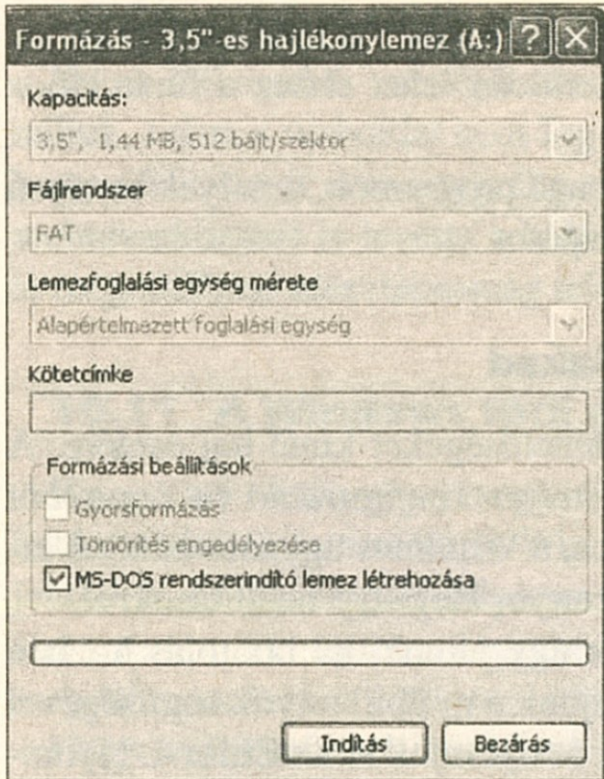 Formázás - 3,5"-es hajlékonylemez (A:)
Kapacitás:
3,5", 1,44 MB, 512 bájt/szektor
Fájlrendszer
FAT
Lemezfoglalási egység mérete
Alapértelmezett foglalási egység
Kötetcímke
Formázási beállítások
Gyorsformázás
Tömörítés engedélyezése
MS-DOS rendszerindító lemez létrehozása
Indítás
Bezárás